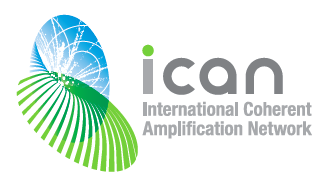 ican
International Coherent
Amplification Network